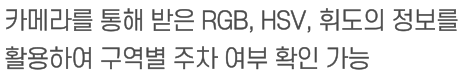 카메라를 통해 받은 RGB, HSV, 휘도의 정보를
활용하여 구역별 주차 여부 확인 가능